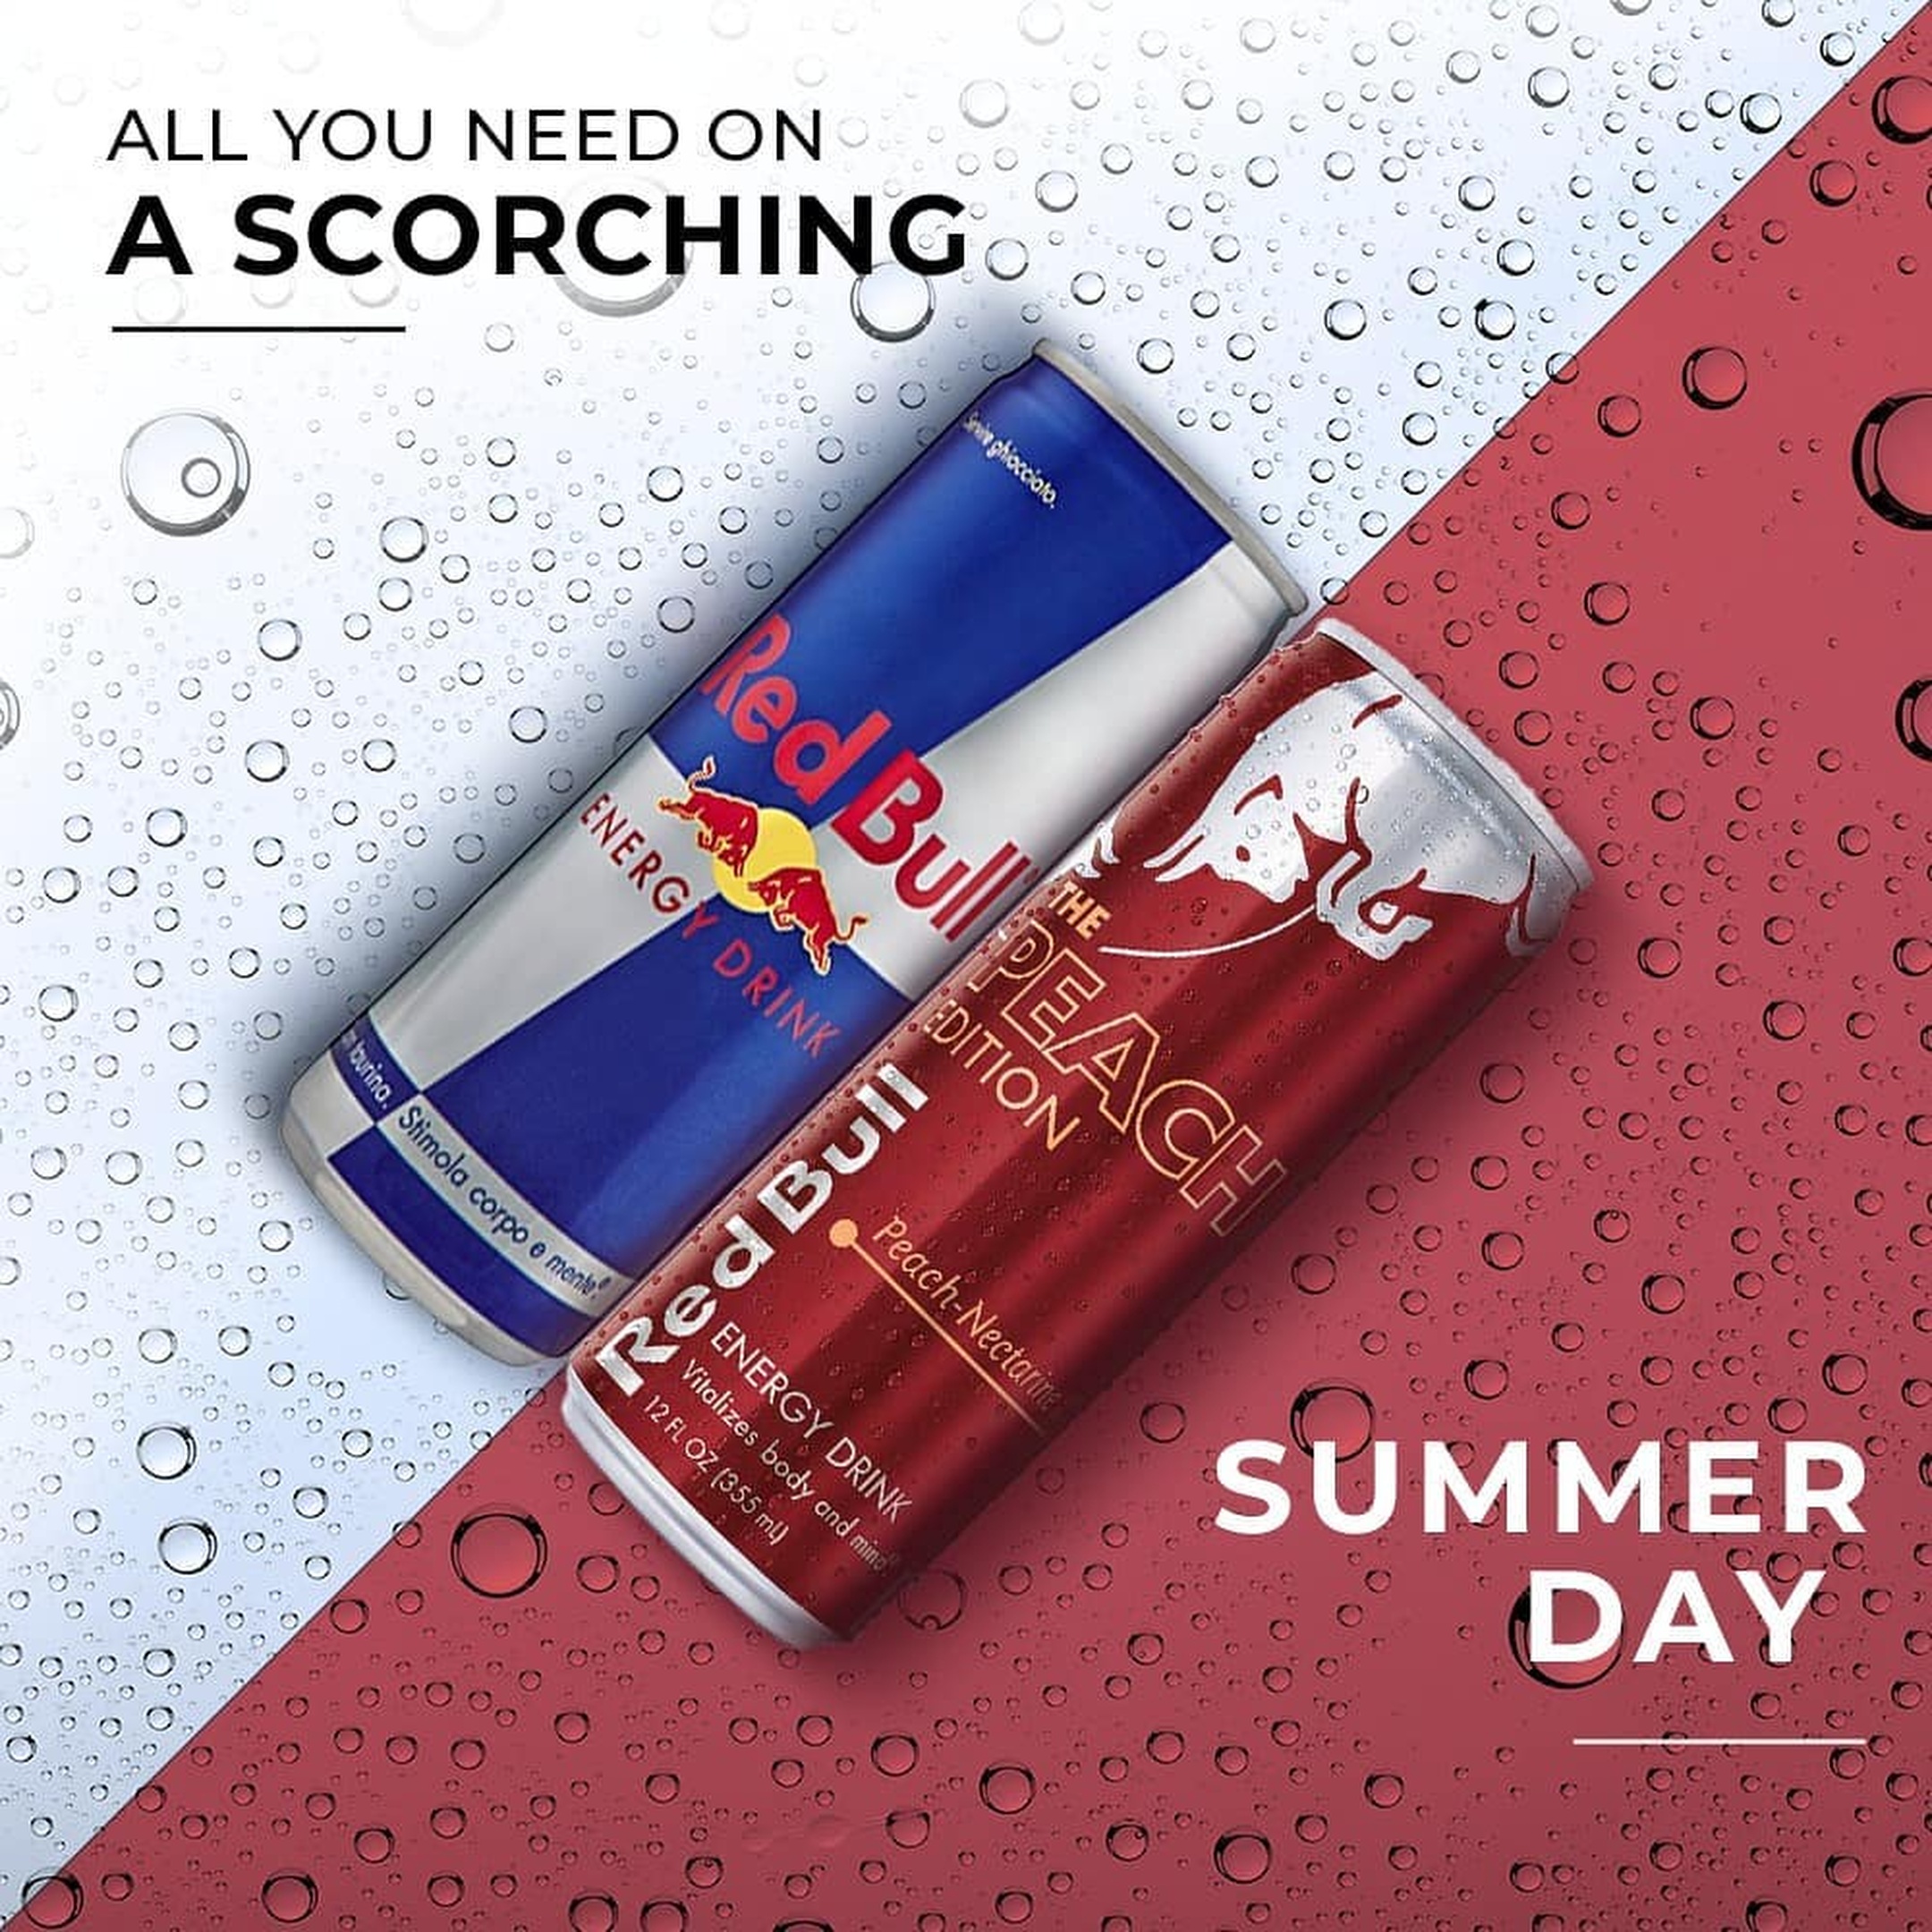 ALL YOU NEED ON
A SCORCHING
Servire ghiacciato.
Red Bull
ENERGY DRINK
taurina.
Stimola corpo e mente.®
THE
PEACH
EDITION
Red Bull
Peach-Nectarine
ENERGY DRINK
Vitalizes body and mind®
12 FL OZ (355 ml)
SUMMER
DAY